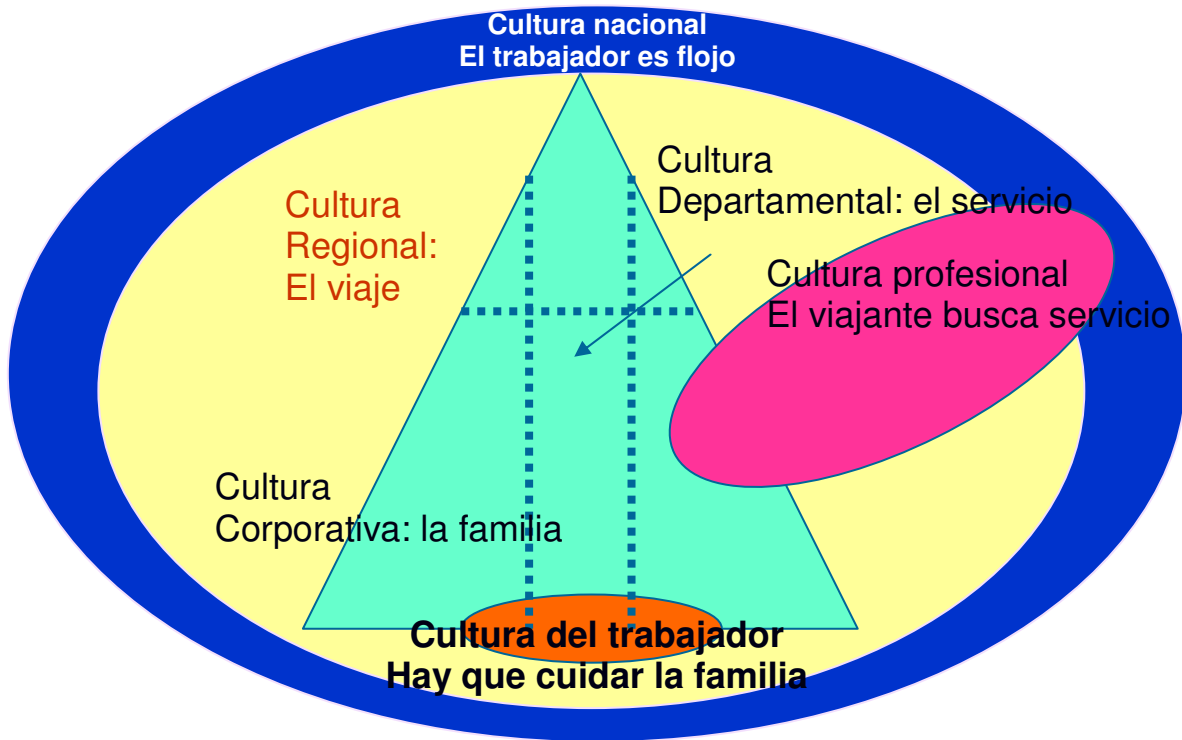 Cultura nacional
El trabajador es flojo
Cultura
Departamental: el servicio
Cultura
Regional:
El viaje
Cultura profesional
El viajante busca servicio
Cultura
Corporativa: la familia
Cultura del trabajador
Hay que cuidar la familia